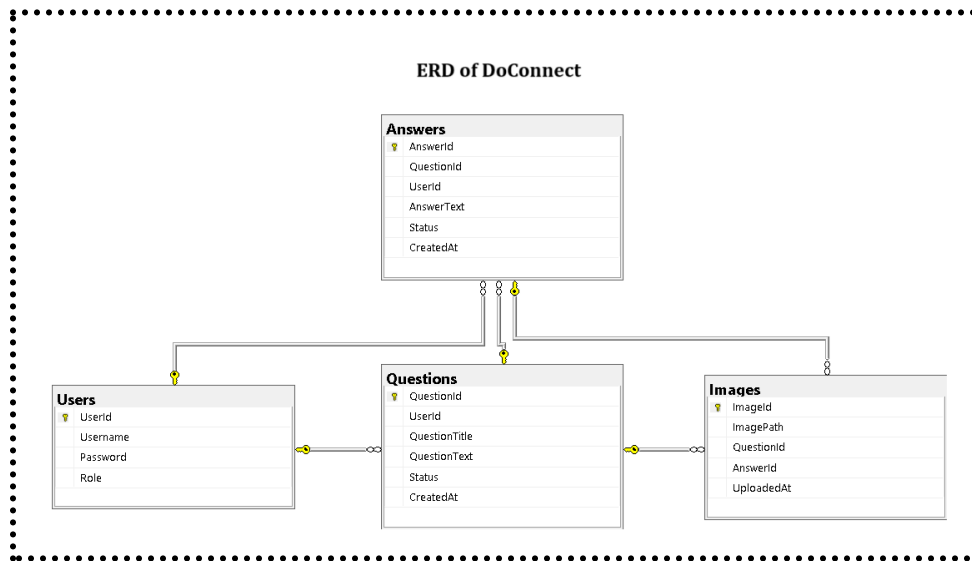 ERD of DoConnect
Answers
AnswerId
QuestionId
UserId
AnswerText
Status
CreatedAt
Users
UserId
Username
Password
Role
Questions
QuestionId
UserId
QuestionTitle
QuestionText
Status
CreatedAt
Images
ImageId
ImagePath
QuestionId
AnswerId
UploadedAt